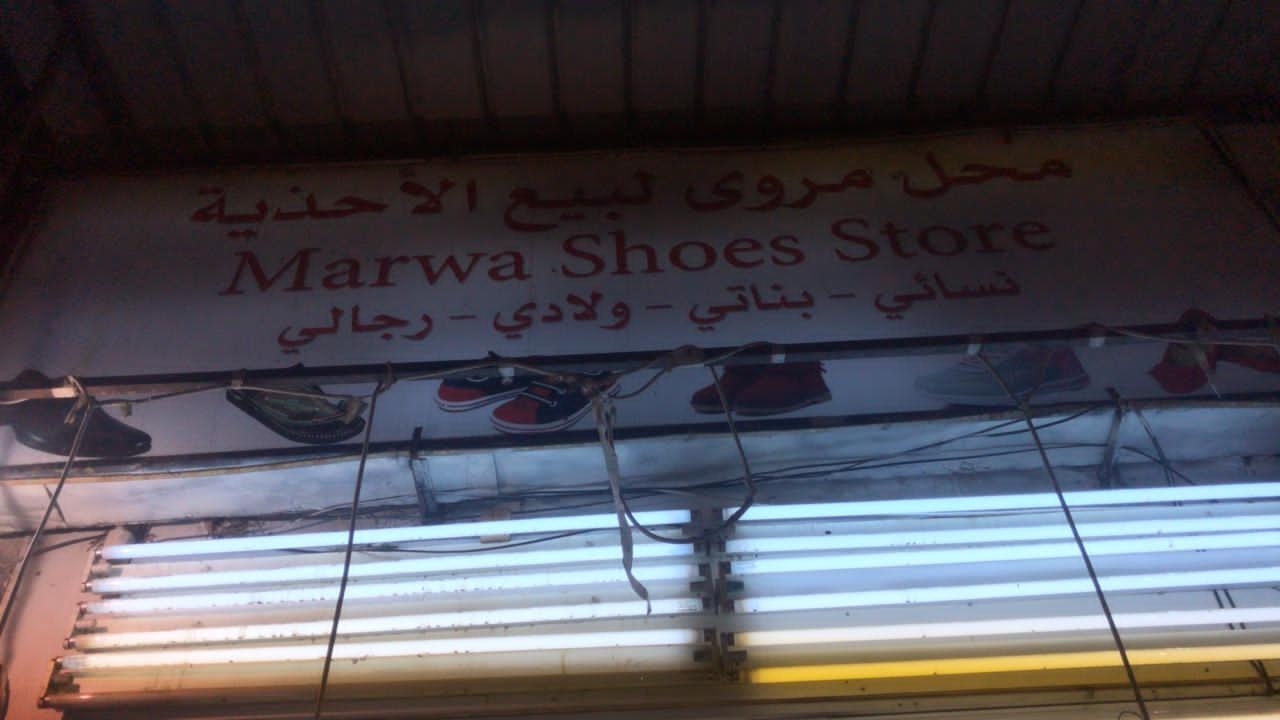 محل مروى لبيع الأحذية
Marwa Shoes Store
نسائي - بناتي - ولادي - رجالي